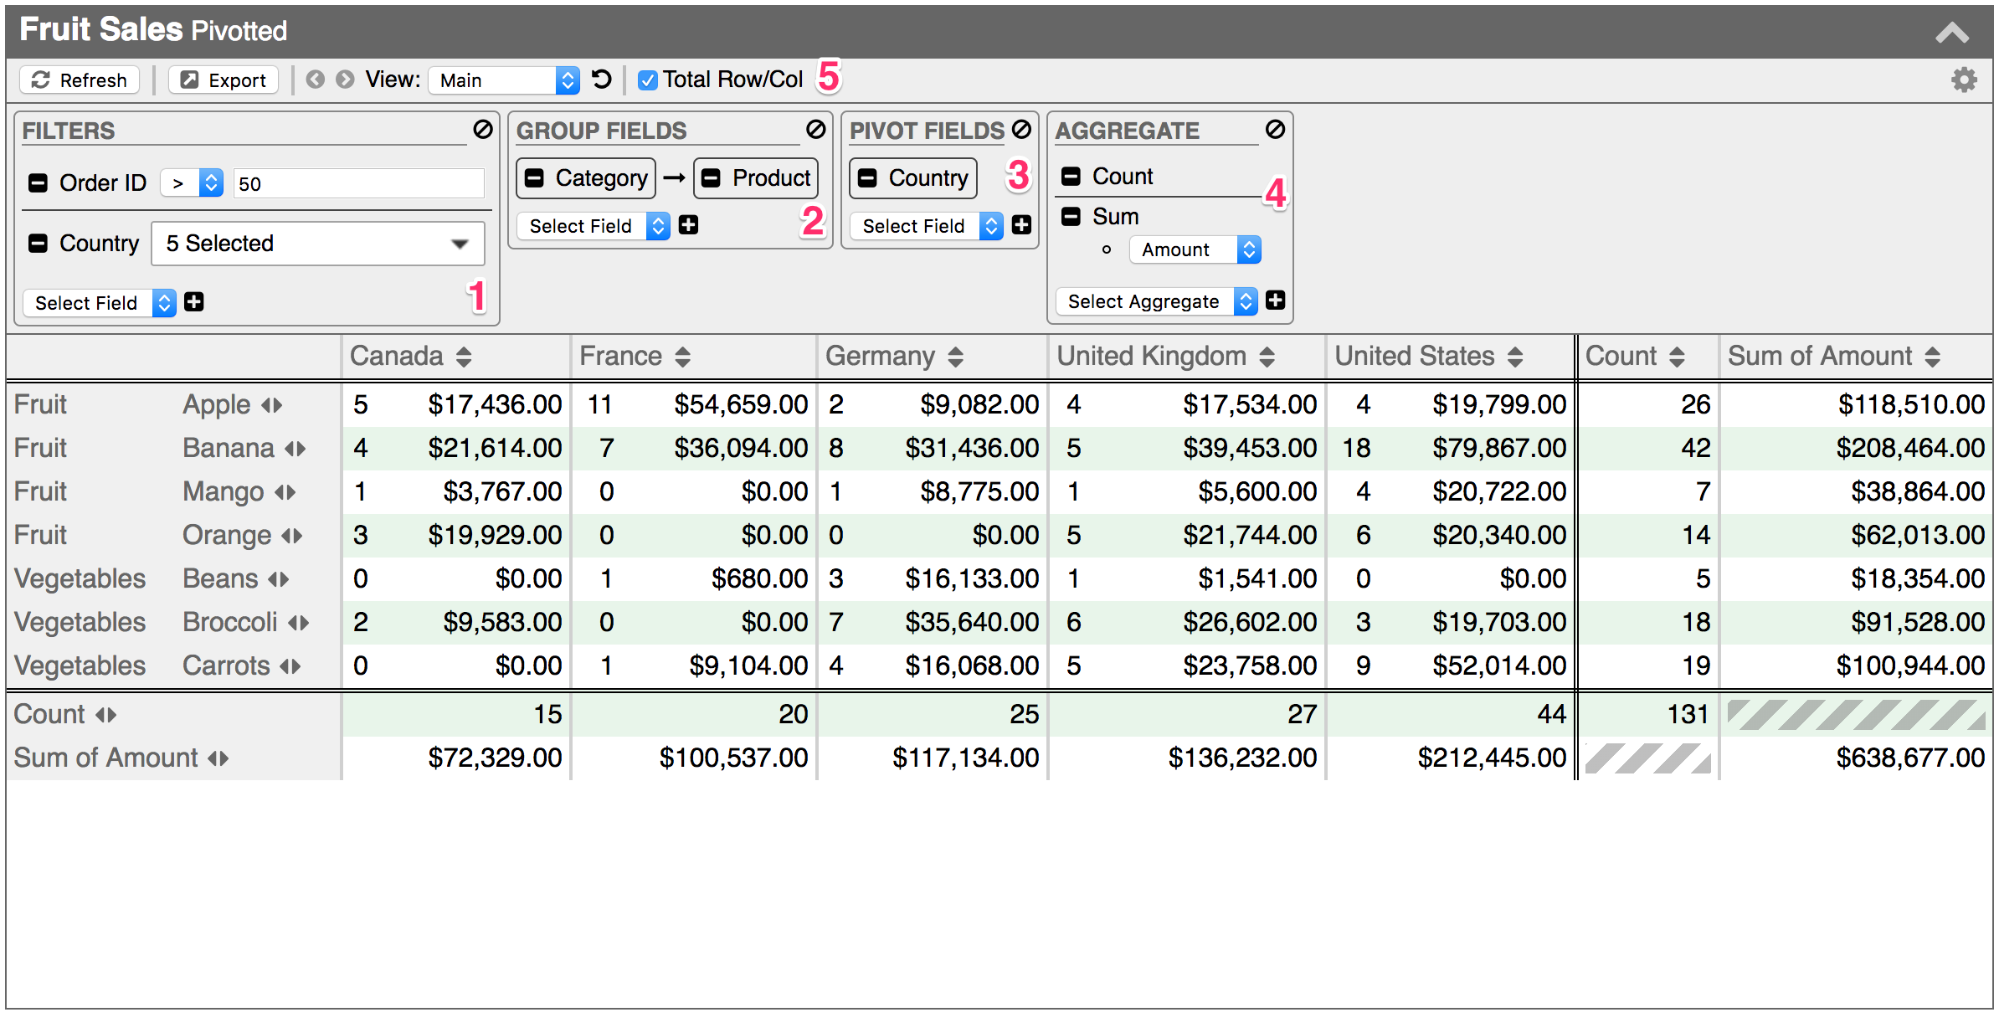 Fruit Sales Pivotted
Refresh Export View: Main Total Row/Col 5
FILTERS GROUP FIELDS PIVOT FIELDS AGGREGATE
Order ID > 50 Category → Product Country 3 Count
Country 5 Selected Select Field 2 Select Field Sum 4
Amount
Select Field 1 Select Aggregate
Canada France Germany United Kingdom United States Count Sum of Amount
Fruit Apple 5 $17,436.00 11 $54,659.00 2 $9,082.00 4 $17,534.00 4 $19,799.00 26 $118,510.00
Fruit Banana 4 $21,614.00 7 $36,094.00 8 $31,436.00 5 $39,453.00 18 $79,867.00 42 $208,464.00
Fruit Mango 1 $3,767.00 0 $0.00 1 $8,775.00 1 $5,600.00 4 $20,722.00 7 $38,864.00
Fruit Orange 3 $19,929.00 0 $0.00 0 $0.00 5 $21,744.00 6 $20,340.00 14 $62,013.00
Vegetables Beans 0 $0.00 1 $680.00 3 $16,133.00 1 $1,541.00 0 $0.00 5 $18,354.00
Vegetables Broccoli 2 $9,583.00 0 $0.00 7 $35,640.00 6 $26,602.00 3 $19,703.00 18 $91,528.00
Vegetables Carrots 0 $0.00 1 $9,104.00 4 $16,068.00 5 $23,758.00 9 $52,014.00 19 $100,944.00
Count 15 20 25 27 44 131
Sum of Amount $72,329.00 $100,537.00 $117,134.00 $136,232.00 $212,445.00 $638,677.00